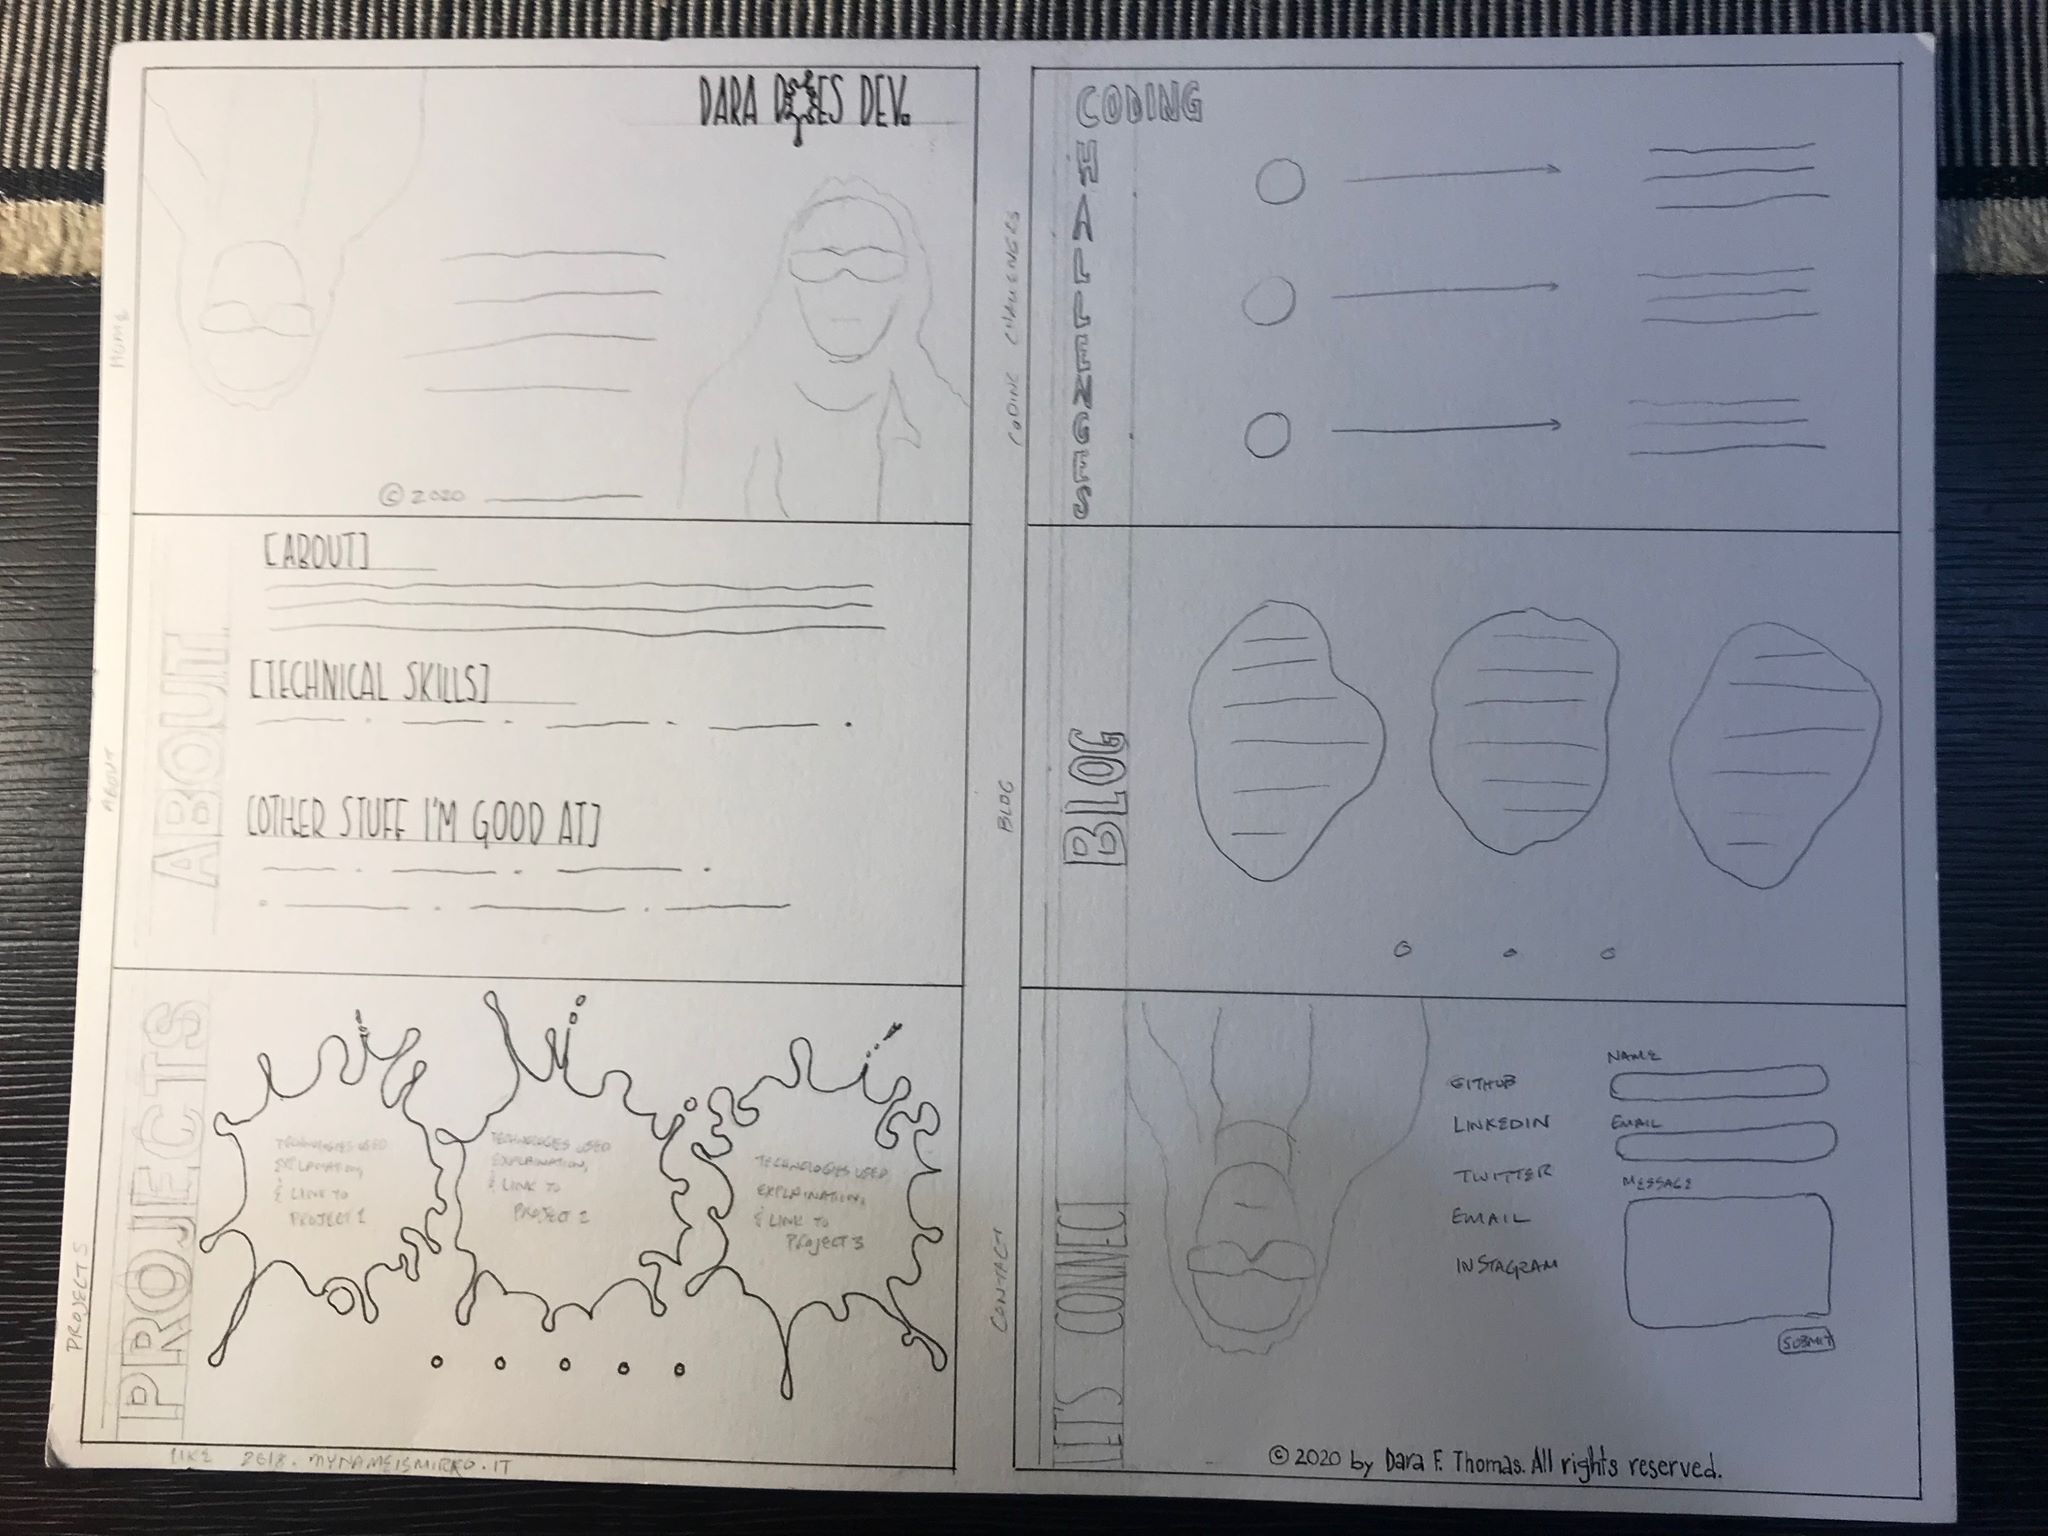 HOME
DARA DOES DEV.
© 2020
ABOUT
ABOUT
[ABOUT]
[TECHNICAL SKILLS]
[OTHER STUFF I'M GOOD AT]
PROJECTS
PROJECTS
TECHNOLOGIES USED
EXPLANATION,
& LINK TO
PROJECT 1
TECHNOLOGIES USED
EXPLAINATION,
& LINK TO
PROJECT 2
TECHNOLOGIES USED
EXPLAINATION,
& LINK TO
PROJECT 3
LIKE 2018.MYNAMEISMIRKO.IT
CODING CHALLENGES
CODING
CHALLENGES
BLOG
BLOG
CONTACT
LET'S CONNECT
GITHUB
LINKEDIN
TWITTER
EMAIL
INSTAGRAM
NAME
EMAIL
MESSAGE
SUBMIT
© 2020 by Dara F. Thomas. All rights reserved.